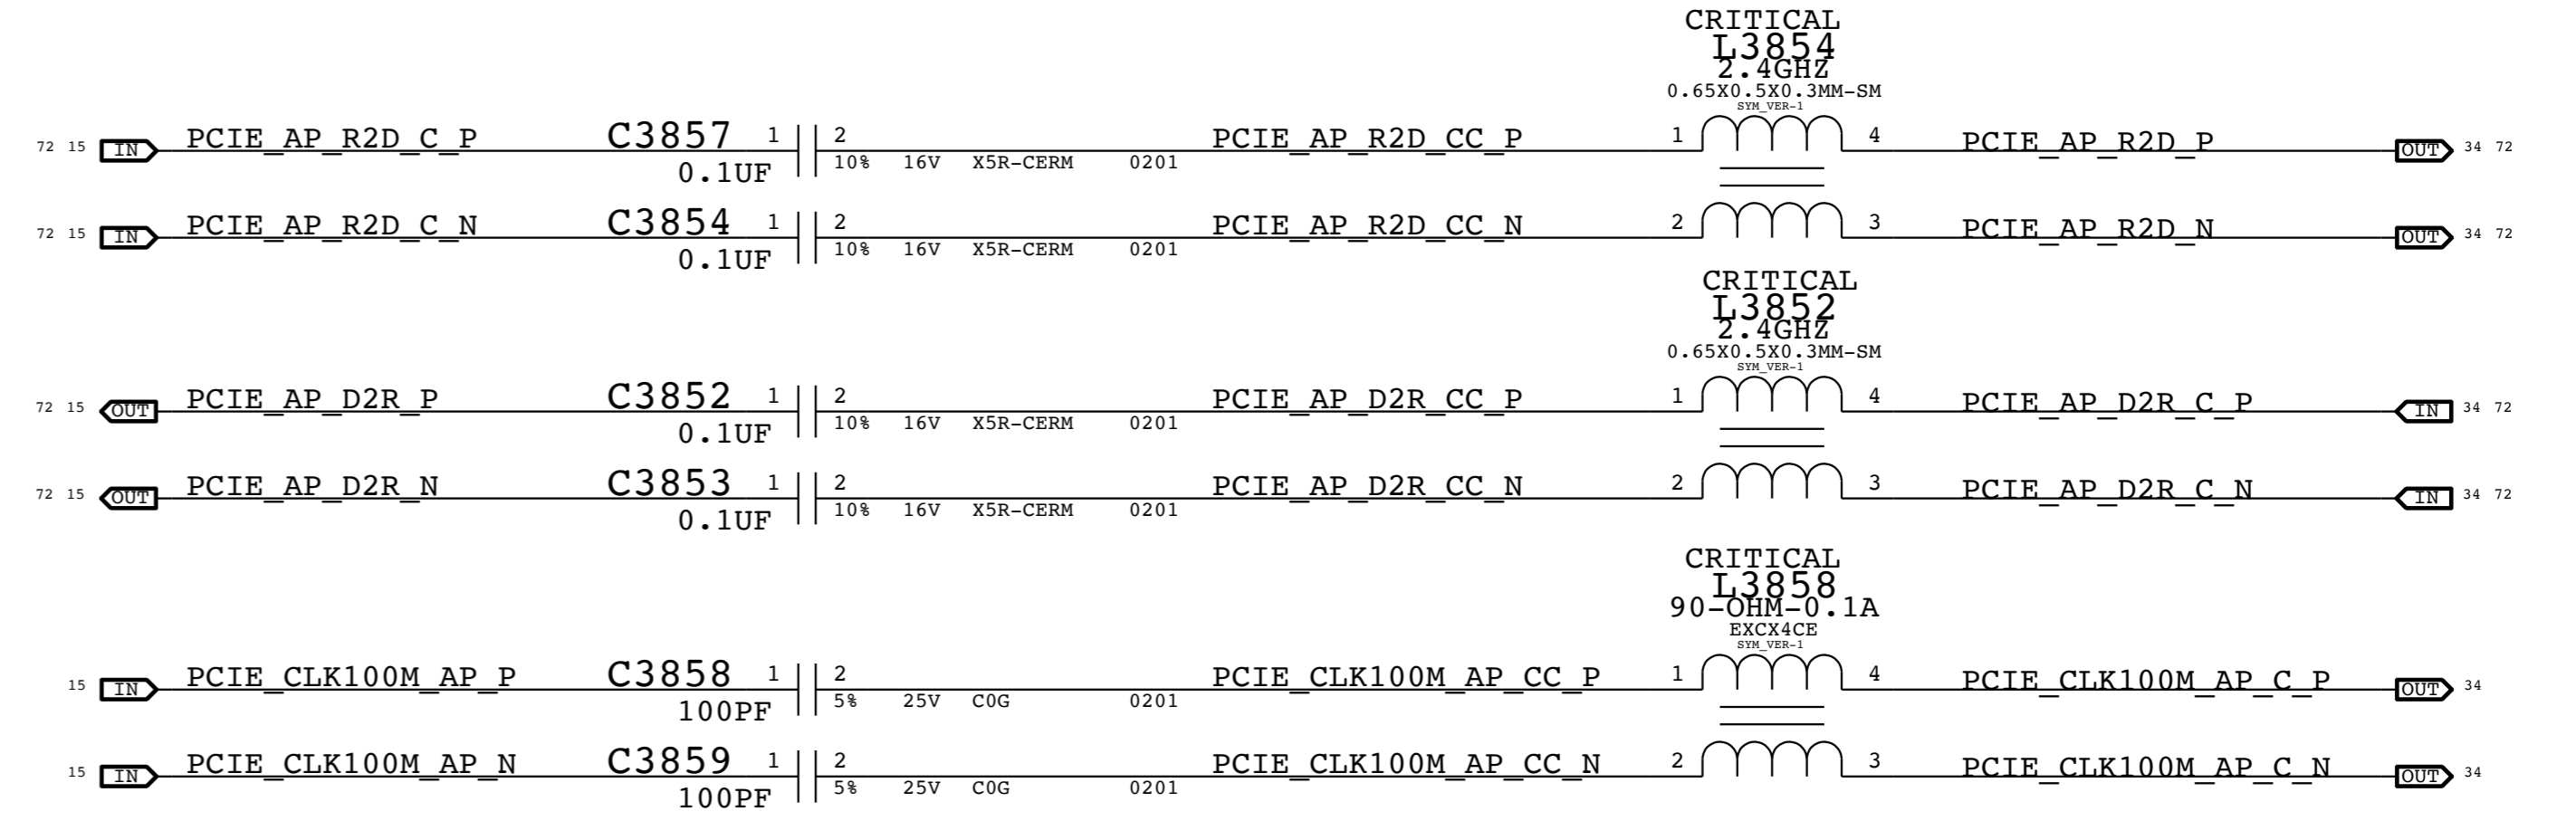 CRITICAL
L3854
2.4GHZ
0.65X0.5X0.3MM-SM
SYM_VER-1
72 15 IN PCIE_AP_R2D_C_P C3857 1 2 PCIE_AP_R2D_CC_P 1 4 PCIE_AP_R2D_P OUT 34 72
0.1UF 10% 16V X5R-CERM 0201
72 15 IN PCIE_AP_R2D_C_N C3854 1 2 PCIE_AP_R2D_CC_N 2 3 PCIE_AP_R2D_N OUT 34 72
0.1UF 10% 16V X5R-CERM 0201
CRITICAL
L3852
2.4GHZ
0.65X0.5X0.3MM-SM
SYM_VER-1
72 15 OUT PCIE_AP_D2R_P C3852 1 2 PCIE_AP_D2R_CC_P 1 4 PCIE_AP_D2R_C_P IN 34 72
0.1UF 10% 16V X5R-CERM 0201
72 15 OUT PCIE_AP_D2R_N C3853 1 2 PCIE_AP_D2R_CC_N 2 3 PCIE_AP_D2R_C_N IN 34 72
0.1UF 10% 16V X5R-CERM 0201
CRITICAL
L3858
90-OHM-0.1A
EXCX4CE
SYM_VER-1
15 IN PCIE_CLK100M_AP_P C3858 1 2 PCIE_CLK100M_AP_CC_P 1 4 PCIE_CLK100M_AP_C_P OUT 34
100PF 5% 25V C0G 0201
15 IN PCIE_CLK100M_AP_N C3859 1 2 PCIE_CLK100M_AP_CC_N 2 3 PCIE_CLK100M_AP_C_N OUT 34
100PF 5% 25V C0G 0201